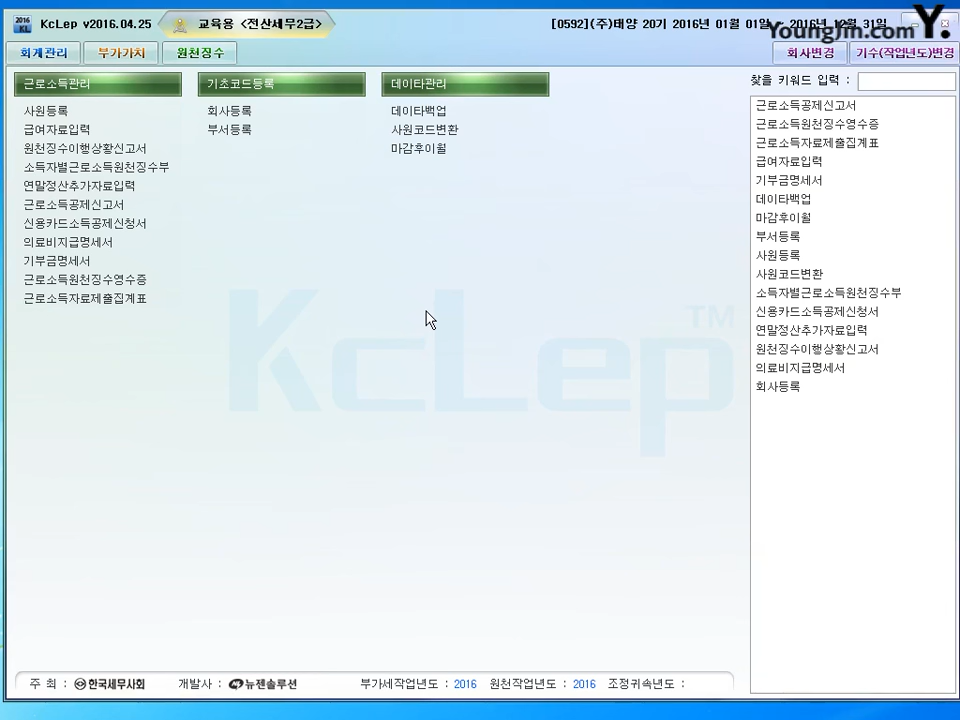 KcLep v2016.04.25
교육용 <전산세무2급>
[0592](주)태양 20기 2016년 01월 01일 ~ 2016년 12월 31일
YoungJin.com Y.
회계관리
부가가치
원천징수
회사변경
기수(작업년도)변경
근로소득관리
사원등록
급여자료입력
원천징수이행상황신고서
소득자별근로소득원천징수부
연말정산추가자료입력
근로소득공제신고서
신용카드소득공제신청서
의료비지급명세서
기부금명세서
근로소득원천징수영수증
근로소득자료제출집계표
기초코드등록
회사등록
부서등록
데이타관리
데이타백업
사원코드변환
마감후이월
찾을 키워드 입력 :
근로소득공제신고서
근로소득원천징수영수증
근로소득자료제출집계표
급여자료입력
기부금명세서
데이타백업
마감후이월
부서등록
사원등록
사원코드변환
소득자별근로소득원천징수부
신용카드소득공제신청서
연말정산추가자료입력
원천징수이행상황신고서
의료비지급명세서
회사등록
KcLep TM
주 최 : 한국세무사회
개발사 : 뉴젠솔루션
부가세작업년도 : 2016
원천작업년도 : 2016
조정귀속년도 :